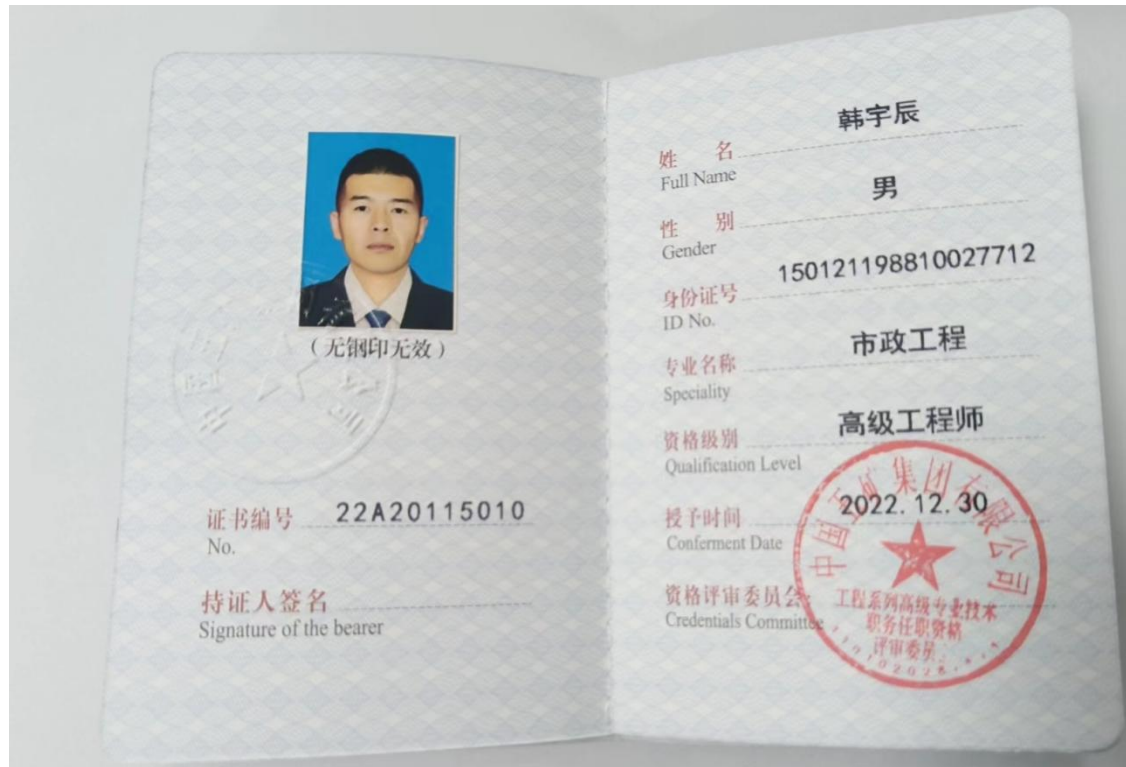 （无钢印无效）
证书编号 22A20115010
No.
持证人签名
Signature of the bearer
姓 名 韩宇辰
Full Name
性 别 男
Gender
身份证号 150121198810027712
ID No.
专业名称 市政工程
Speciality
资格级别 高级工程师
Qualification Level
授予时间 2022.12.30
Conferment Date
资格评审委员会:
Credentials Committee
中国五矿集团有限公司
工程系列高级专业技术
职务任职资格
评审委员